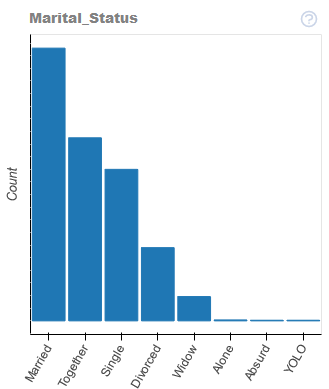 Marital_Status
?
Count
Married
Together
Single
Divorced
Widow
Alone
Absurd
YOLO